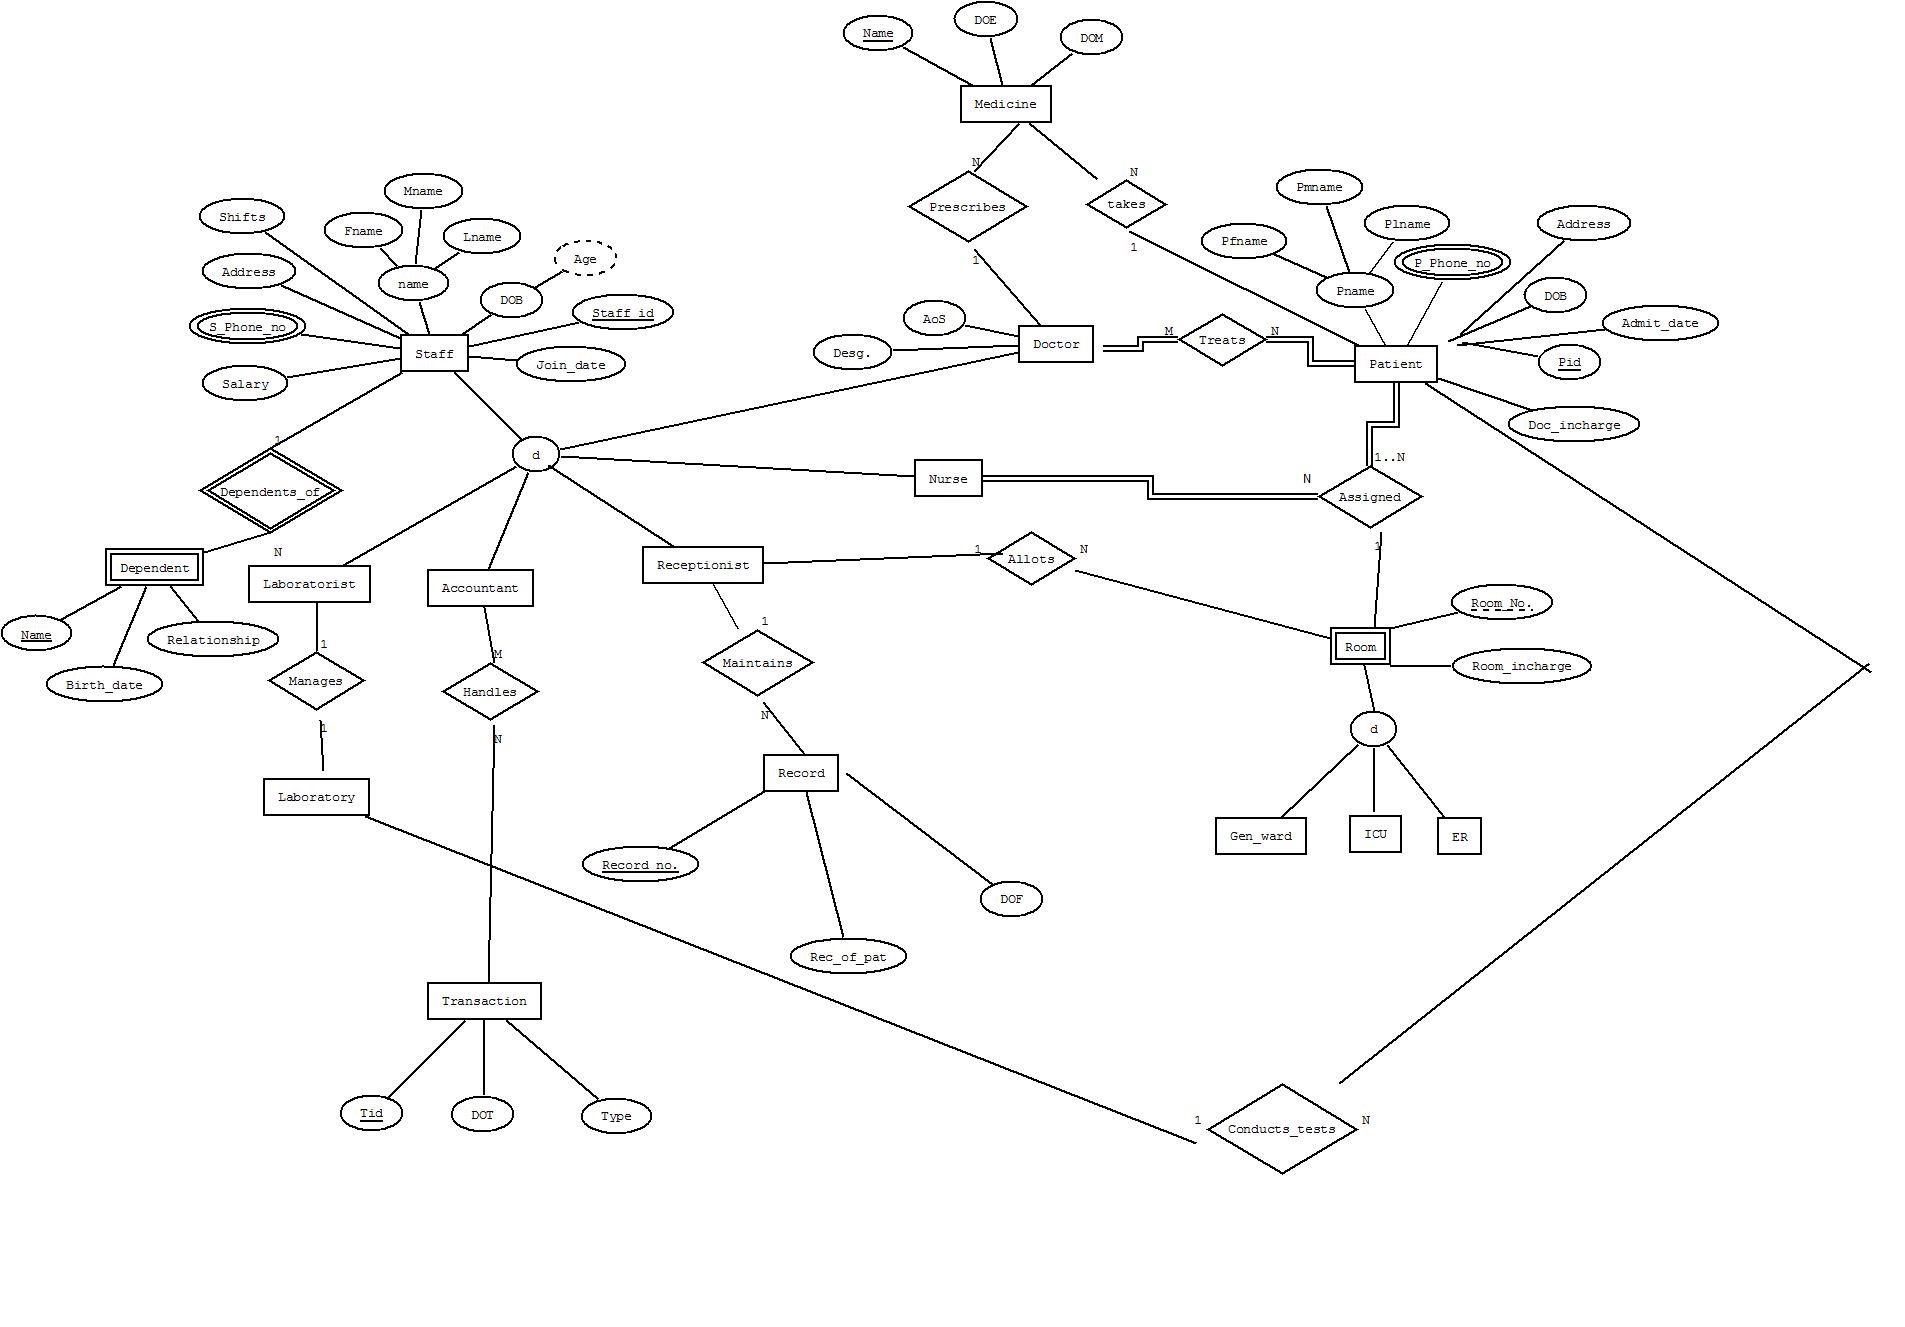 DOE
Name
DOM
Medicine
N
N
Prescribes
takes
1
1
Mname
Shifts
Fname
Lname
Age
Address
name
DOB
S_Phone_no
Staff_id
Staff
Join_date
Salary
Pmname
Plname
Address
Pfname
P_Phone_no
Pname
DOB
Admit_date
Pid
Patient
Doc_incharge
AoS
Desg.
Doctor
M
Treats
N
1
Dependents_of
N
d
Nurse
N
1..N
Assigned
1
Dependent
Name
Relationship
Birth_date
Laboratorist
Accountant
Receptionist
1
Allots
N
Room_No.
Room
Room_incharge
d
Gen_ward
ICU
ER
1
Manages
1
Laboratory
M
Handles
N
1
Maintains
N
Record
Record_no.
DOF
Rec_of_pat
Transaction
Tid
DOT
Type
1
Conducts_tests
N